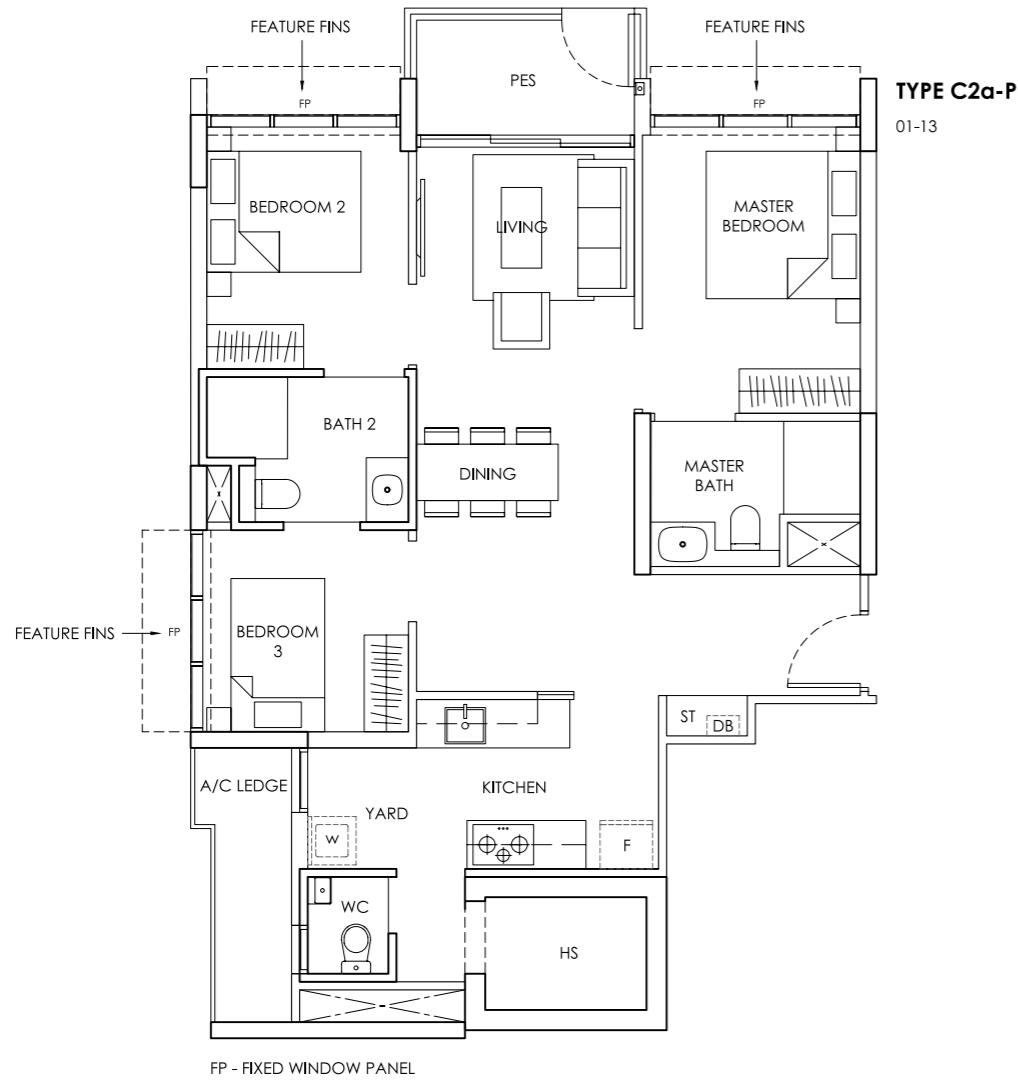 FEATURE FINS
FEATURE FINS
PES
TYPE C2a-P
01-13
FP
FP
BEDROOM 2
LIVING
MASTER
BEDROOM
BATH 2
DINING
MASTER
BATH
FEATURE FINS
FP
BEDROOM
3
ST
DB
A/C LEDGE
KITCHEN
YARD
W
F
WC
HS
FP - FIXED WINDOW PANEL